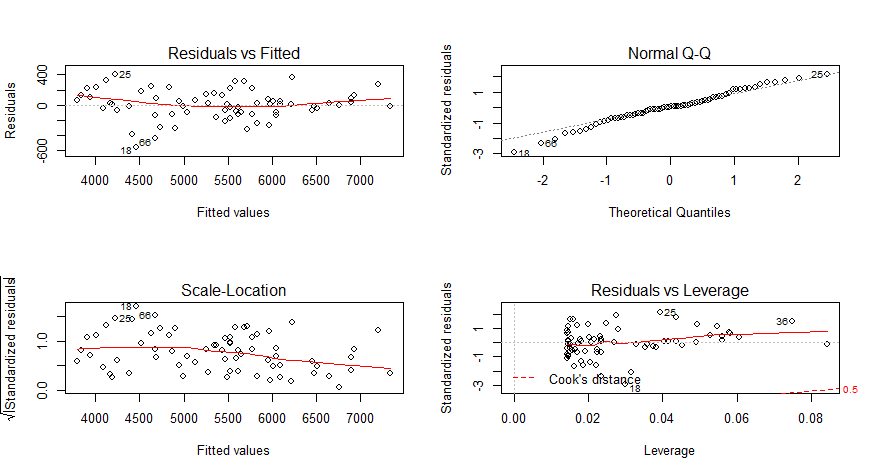 Residuals vs Fitted
Residuals
400
0
-600
25
66
18
4000 4500 5000 5500 6000 6500 7000
Fitted values
Normal Q-Q
Standardized residuals
1
-1
-3
25
66
18
-2 -1 0 1 2
Theoretical Quantiles
Scale-Location
√|Standardized residuals|
1.0
0.0
18
66
25
4000 4500 5000 5500 6000 6500 7000
Fitted values
Residuals vs Leverage
Standardized residuals
1
-1
-3
25
36
18
Cook's distance
0.5
0.00 0.02 0.04 0.06 0.08
Leverage